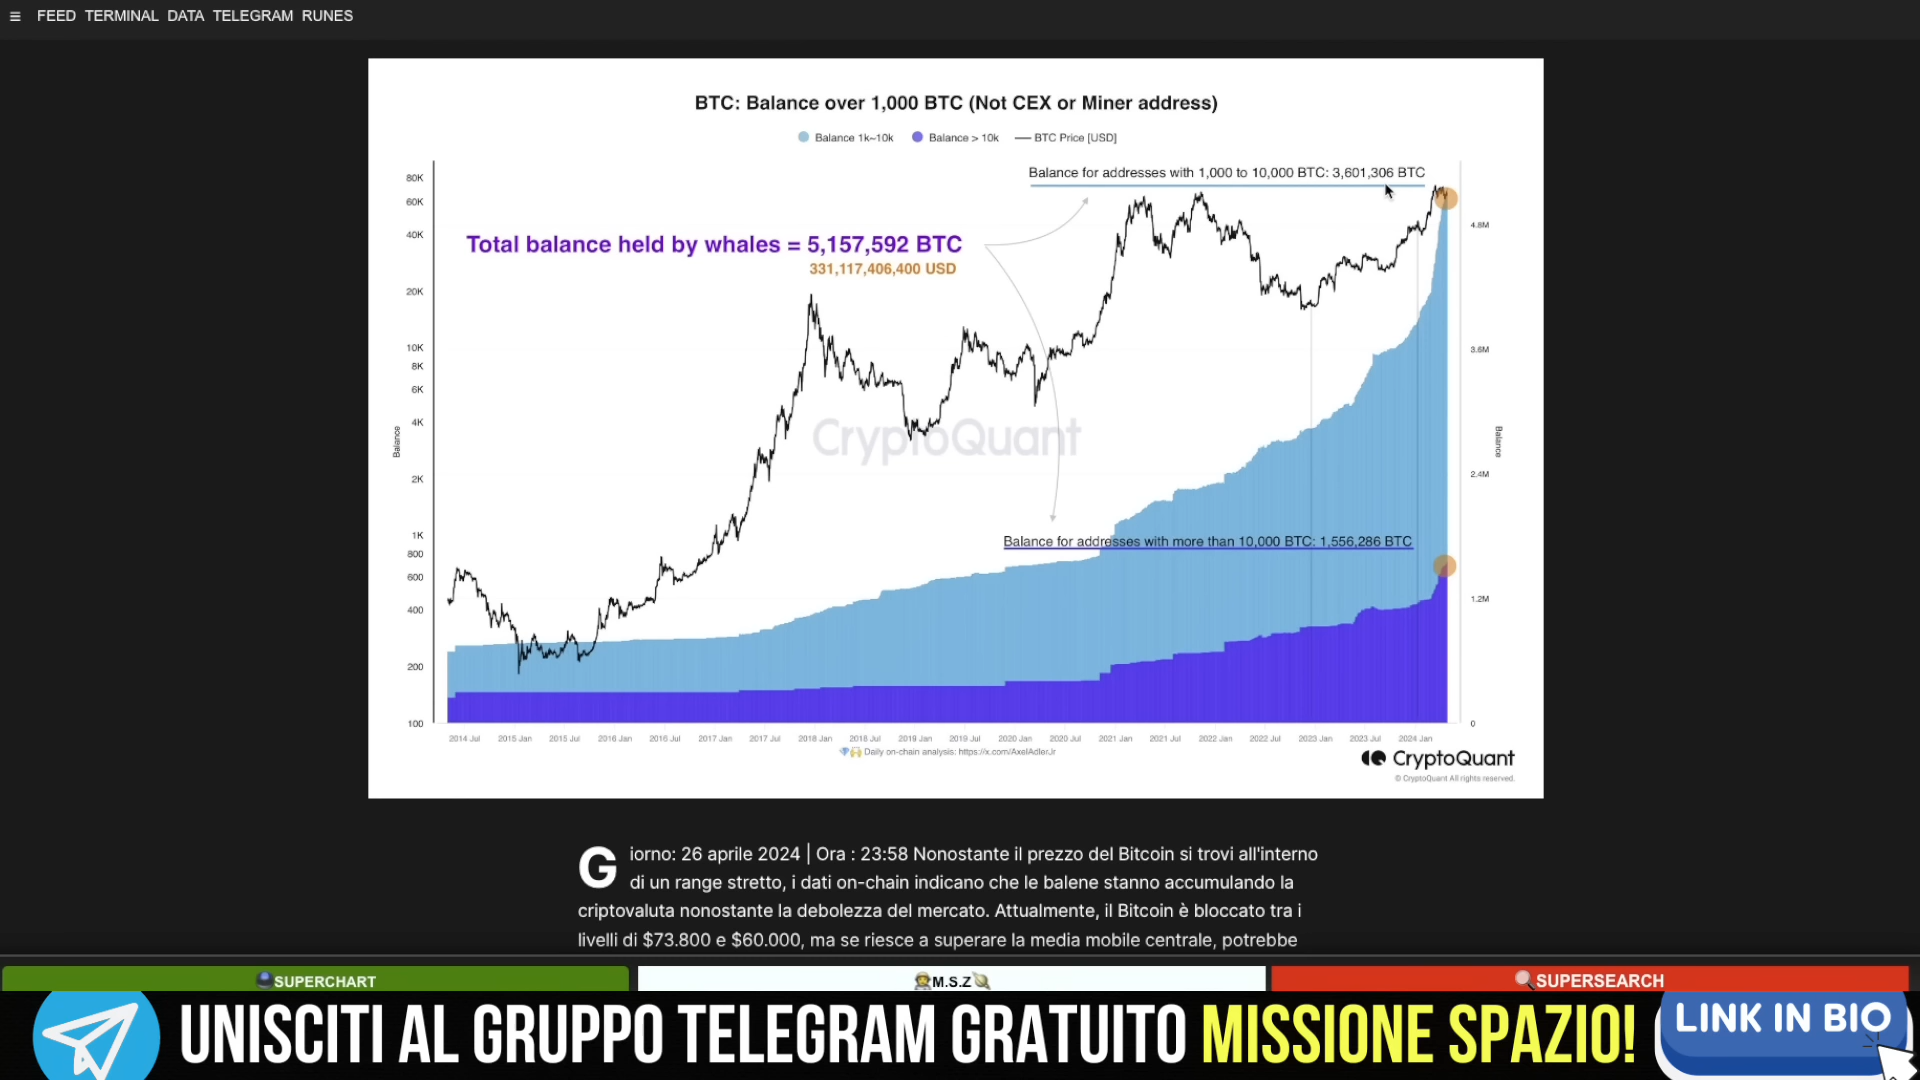 ≡ FEED TERMINAL DATA TELEGRAM RUNES
BTC: Balance over 1,000 BTC (Not CEX or Miner address)
Balance 1k~10k Balance > 10k BTC Price [USD]
Balance for addresses with 1,000 to 10,000 BTC: 3,601,306 BTC
80K
60K
4.8M
40K
Total balance held by whales = 5,157,592 BTC
331,117,406,400 USD
20K
10K
3.6M
8K
6K
4K
CryptoQuant
Balance
Balance
2K
2.4M
1K
Balance for addresses with more than 10,000 BTC: 1,556,286 BTC
800
600
1.2M
400
200
100
0
2014 Jul 2015 Jan 2015 Jul 2016 Jan 2016 Jul 2017 Jan 2017 Jul 2018 Jan 2018 Jul 2019 Jan 2019 Jul 2020 Jan 2020 Jul 2021 Jan 2021 Jul 2022 Jan 2022 Jul 2023 Jan 2023 Jul 2024 Jan
💎🙌 Daily on-chain analysis: https://x.com/AxelAdlerJr
CryptoQuant
© CryptoQuant All rights reserved.
Giorno: 26 aprile 2024 | Ora : 23:58 Nonostante il prezzo del Bitcoin si trovi all'interno
di un range stretto, i dati on-chain indicano che le balene stanno accumulando la
criptovaluta nonostante la debolezza del mercato. Attualmente, il Bitcoin è bloccato tra i
livelli di $73.800 e $60.000, ma se riesce a superare la media mobile centrale, potrebbe
SUPERCHART
M.S.Z
SUPERSEARCH
UNISCITI AL GRUPPO TELEGRAM GRATUITO MISSIONE SPAZIO!
LINK IN BIO